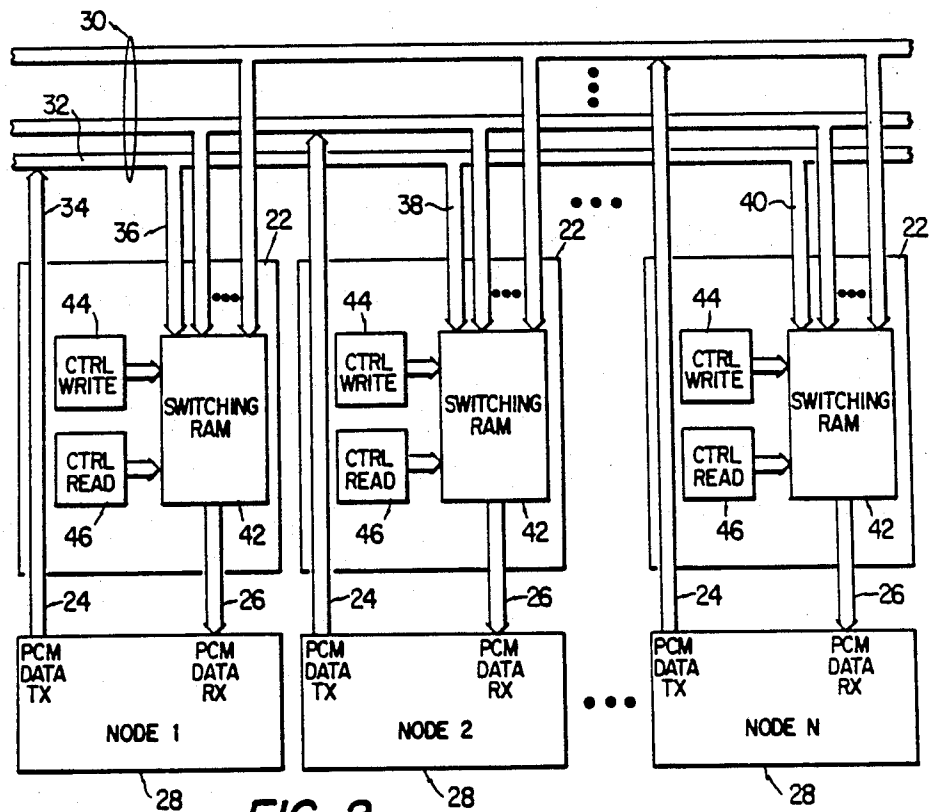 30
32
34
36
38
40
22
22
22
44
44
44
CTRL
WRITE
CTRL
WRITE
CTRL
WRITE
SWITCHING
RAM
SWITCHING
RAM
SWITCHING
RAM
CTRL
READ
CTRL
READ
CTRL
READ
46
42
46
42
46
42
24
26
24
26
24
26
PCM
DATA
TX
PCM
DATA
RX
PCM
DATA
TX
PCM
DATA
RX
PCM
DATA
TX
PCM
DATA
RX
NODE 1
NODE 2
NODE N
28
28
28